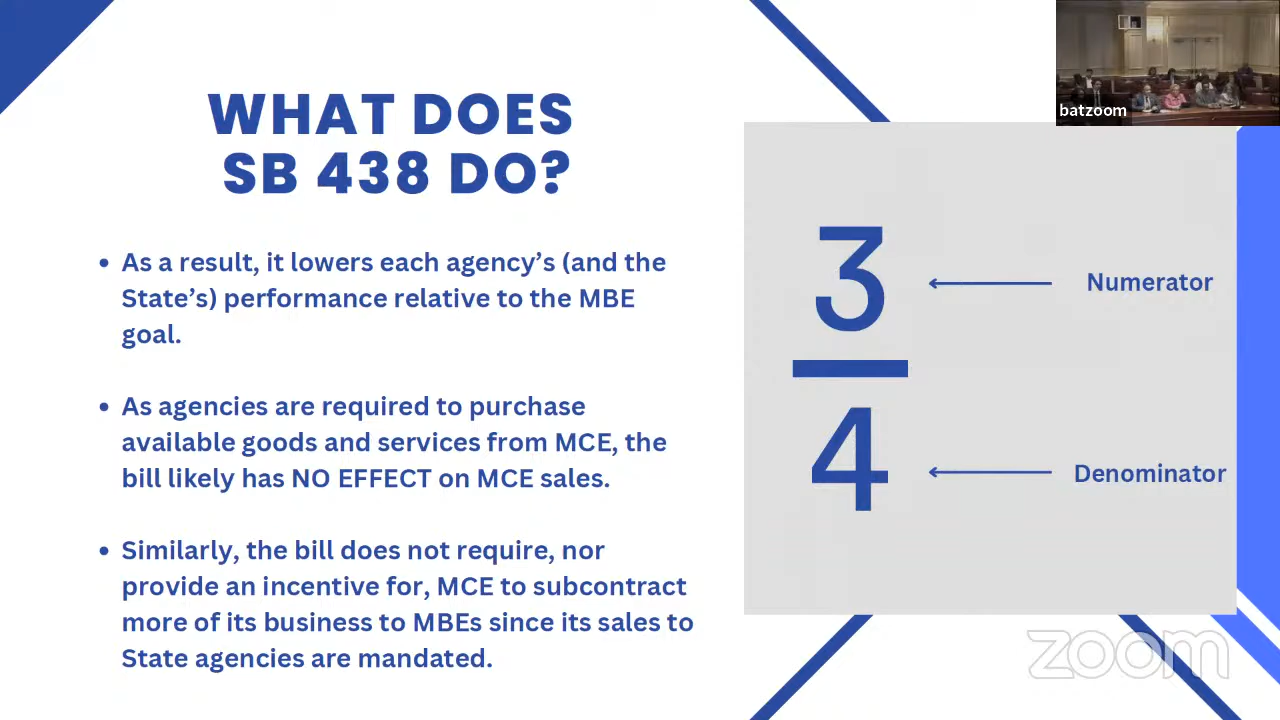 WHAT DOES
SB 438 DO?
• As a result, it lowers each agency’s (and the
State’s) performance relative to the MBE
goal.
• As agencies are required to purchase
available goods and services from MCE, the
bill likely has NO EFFECT on MCE sales.
• Similarly, the bill does not require, nor
provide an incentive for, MCE to subcontract
more of its business to MBEs since its sales to
State agencies are mandated.
batzoom
3
Numerator
4
Denominator
zoom